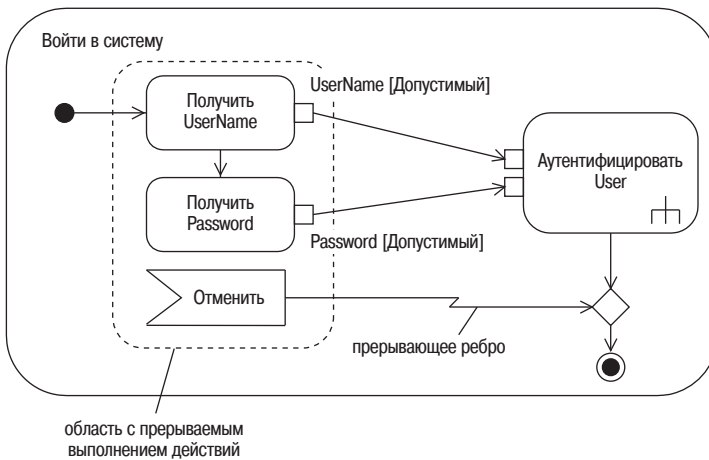 Войти в систему
UserName [Допустимый]
Получить
UserName
Аутентифицировать
User
Получить
Password
Password [Допустимый]
Отменить
прерывающее ребро
область с прерываемым
выполнением действий